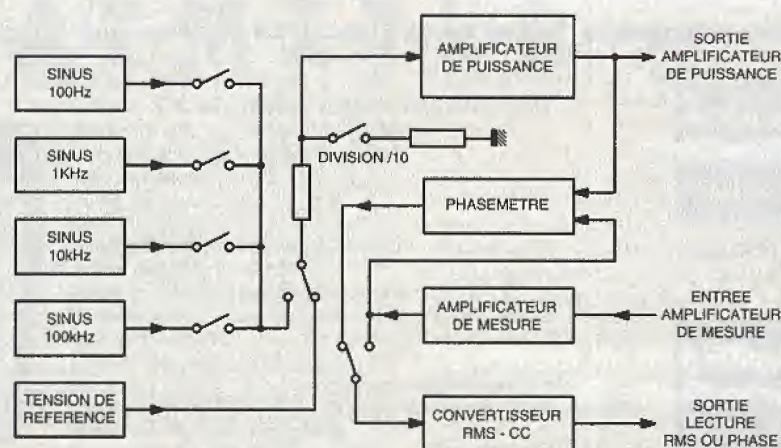 SINUS
100Hz
SINUS
1KHz
SINUS
10kHz
SINUS
100kHz
TENSION DE
REFERENCE
AMPLIFICATEUR
DE PUISSANCE
SORTIE
AMPLIFICATEUR
DE PUISSANCE
DIVISION /10
PHASEMETRE
AMPLIFICATEUR
DE MESURE
ENTREE
AMPLIFICATEUR
DE MESURE
CONVERTISSEUR
RMS - CC
SORTIE
LECTURE
RMS OU PHASE